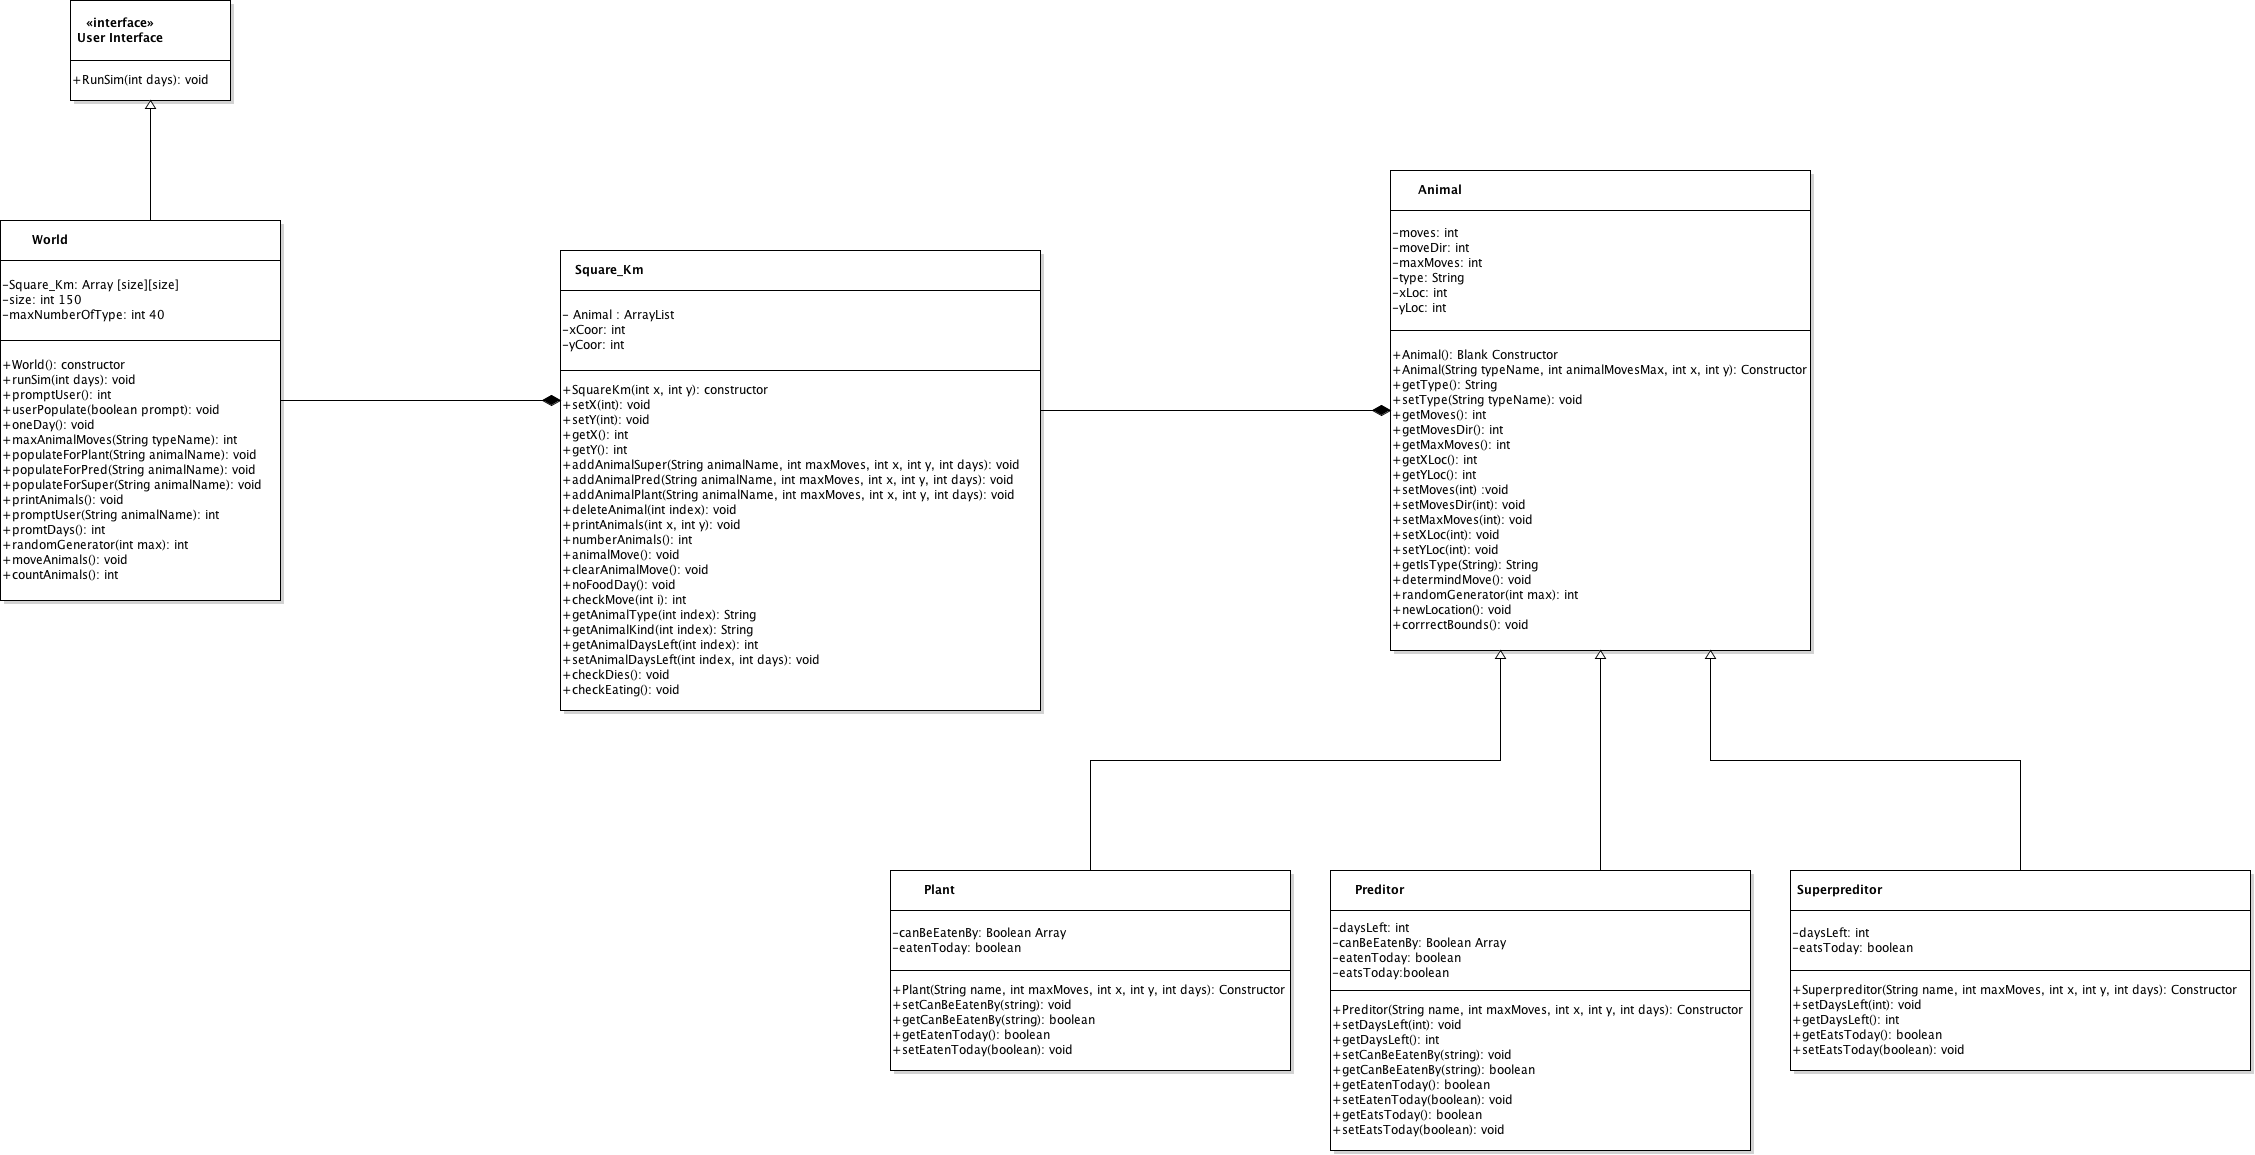 «interface»
User Interface
+RunSim(int days): void
World
-Square_Km: Array [size][size]
-size: int 150
-maxNumberOfType: int 40
+World(): constructor
+runSim(int days): void
+promptUser(): int
+userPopulate(boolean prompt): void
+oneDay(): void
+maxAnimalMoves(String typeName): int
+populateForPlant(String animalName): void
+populateForPred(String animalName): void
+populateForSuper(String animalName): void
+printAnimals(): void
+promptUser(String animalName): int
+promtDays(): int
+randomGenerator(int max): int
+moveAnimals(): void
+countAnimals(): int
Square_Km
- Animal : ArrayList
-xCoor: int
-yCoor: int
+SquareKm(int x, int y): constructor
+setX(int): void
+setY(int): void
+getX(): int
+getY(): int
+addAnimalSuper(String animalName, int maxMoves, int x, int y, int days): void
+addAnimalPred(String animalName, int maxMoves, int x, int y, int days): void
+addAnimalPlant(String animalName, int maxMoves, int x, int y, int days): void
+deleteAnimal(int index): void
+printAnimals(int x, int y): void
+numberAnimals(): int
+animalMove(): void
+clearAnimalMove(): void
+noFoodDay(): void
+checkMove(int i): int
+getAnimalType(int index): String
+getAnimalKind(int index): String
+getAnimalDaysLeft(int index): int
+setAnimalDaysLeft(int index, int days): void
+checkDies(): void
+checkEating(): void
Animal
-moves: int
-moveDir: int
-maxMoves: int
-type: String
-xLoc: int
-yLoc: int
+Animal(): Blank Constructor
+Animal(String typeName, int animalMovesMax, int x, int y): Constructor
+getType(): String
+setType(String typeName): void
+getMoves(): int
+getMovesDir(): int
+getMaxMoves(): int
+getXLoc(): int
+getYLoc(): int
+setMoves(int) :void
+setMovesDir(int): void
+setMaxMoves(int): void
+setXLoc(int): void
+setYLoc(int): void
+getIsType(String): String
+determindMove(): void
+randomGenerator(int max): int
+newLocation(): void
+corrrectBounds(): void
Plant
-canBeEatenBy: Boolean Array
-eatenToday: boolean
+Plant(String name, int maxMoves, int x, int y, int days): Constructor
+setCanBeEatenBy(string): void
+getCanBeEatenBy(string): boolean
+getEatenToday(): boolean
+setEatenToday(boolean): void
Preditor
-daysLeft: int
-canBeEatenBy: Boolean Array
-eatenToday: boolean
-eatsToday:boolean
+Preditor(String name, int maxMoves, int x, int y, int days): Constructor
+setDaysLeft(int): void
+getDaysLeft(): int
+setCanBeEatenBy(string): void
+getCanBeEatenBy(string): boolean
+getEatenToday(): boolean
+setEatenToday(boolean): void
+getEatsToday(): boolean
+setEatsToday(boolean): void
Superpreditor
-daysLeft: int
-eatsToday: boolean
+Superpreditor(String name, int maxMoves, int x, int y, int days): Constructor
+setDaysLeft(int): void
+getDaysLeft(): int
+getEatsToday(): boolean
+setEatsToday(boolean): void